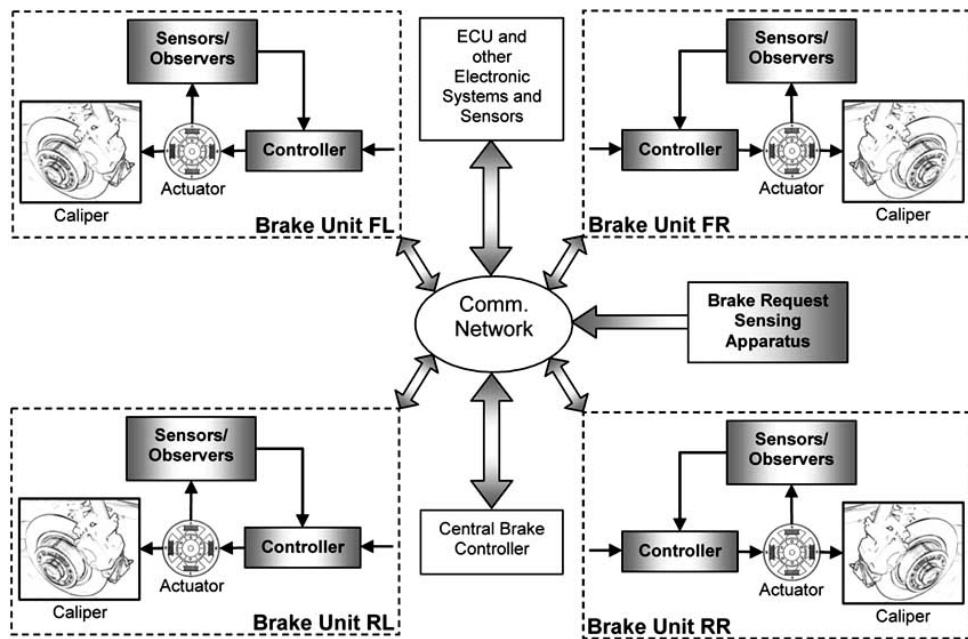 Sensors/
Observers
Controller
Actuator
Caliper
Brake Unit FL
ECU and
other
Electronic
Systems and
Sensors
Sensors/
Observers
Controller
Actuator
Caliper
Brake Unit FR
Comm.
Network
Brake Request
Sensing
Apparatus
Sensors/
Observers
Controller
Actuator
Caliper
Brake Unit RL
Central Brake
Controller
Sensors/
Observers
Controller
Actuator
Caliper
Brake Unit RR